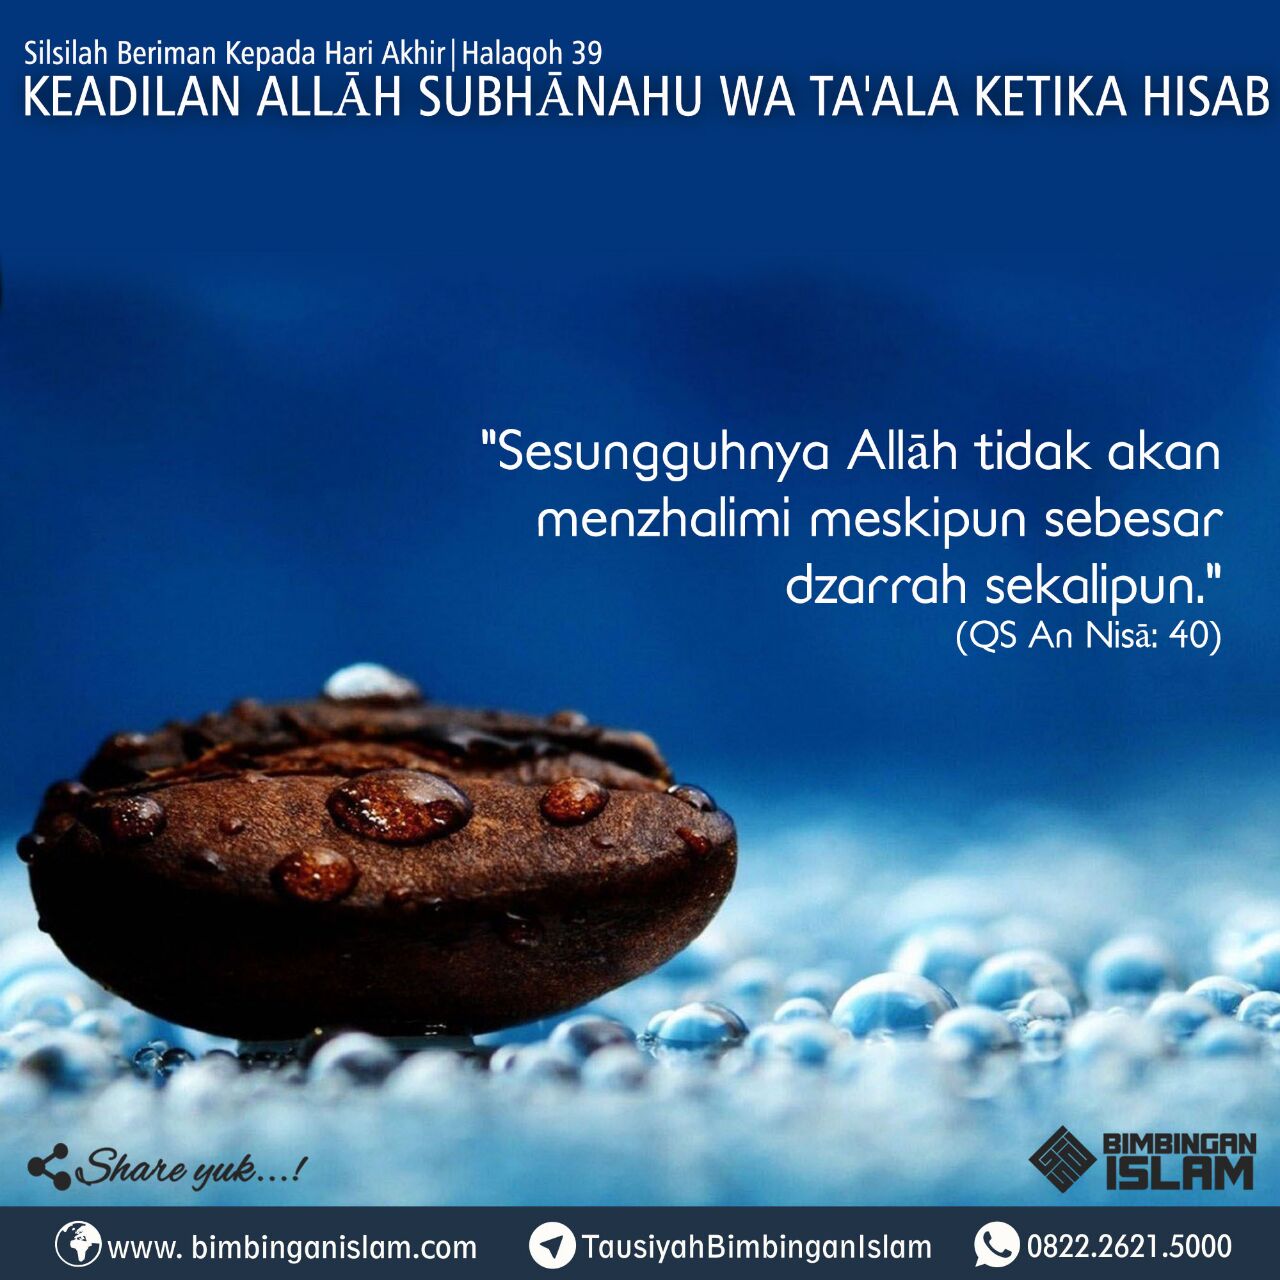 Silsilah Beriman Kepada Hari Akhir|Halaqoh 39
KEADILAN ALLĀH SUBHĀNAHU WA TA'ALA KETIKA HISAB
"Sesungguhnya Allāh tidak akan
menzhalimi meskipun sebesar
dzarrah sekalipun."
(QS An Nisā: 40)
Share yuk...!
BIMBINGAN
ISLAM
www. bimbinganislam.com
TausiyahBimbinganIslam
0822.2621.5000